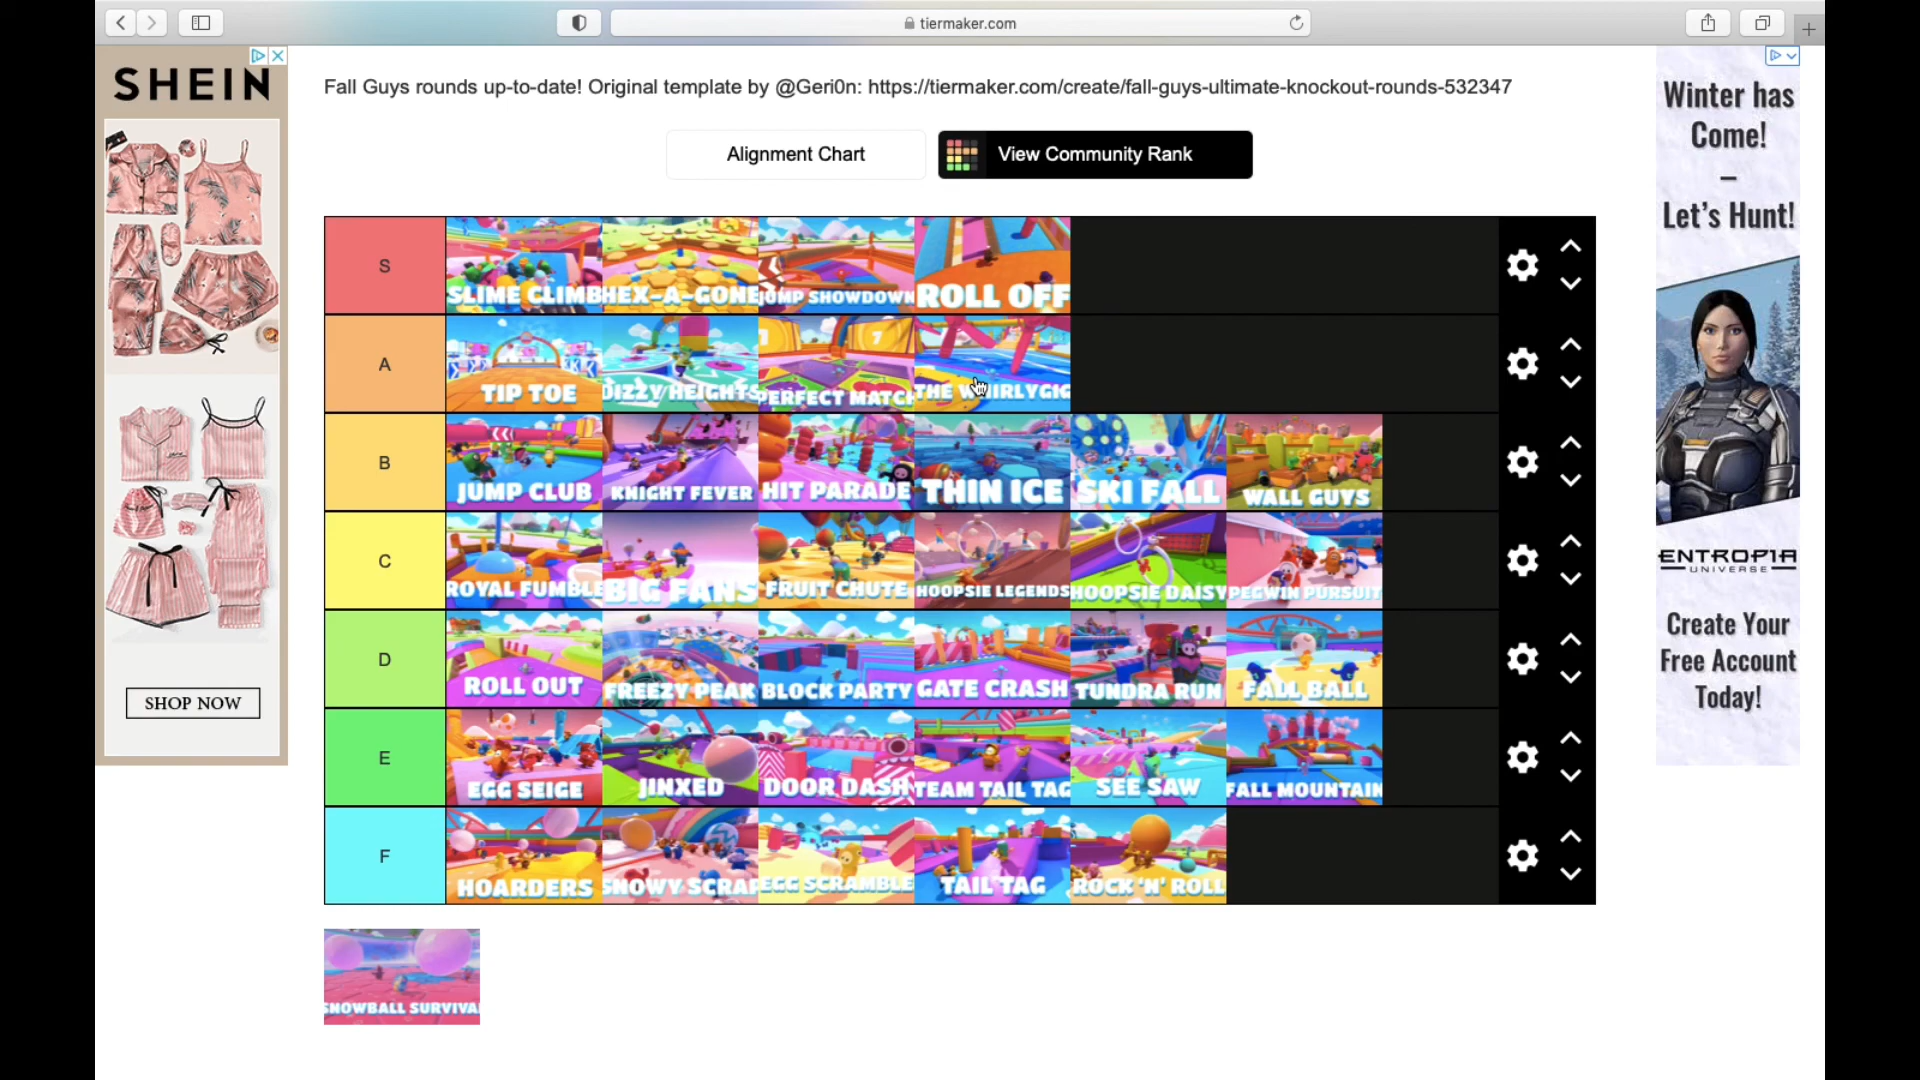 tiermaker.com
SHEIN
SHOP NOW
Fall Guys rounds up-to-date! Original template by @Geri0n: https://tiermaker.com/create/fall-guys-ultimate-knockout-rounds-532347
Alignment Chart
View Community Rank
S
SLIME CLIMB
HEX-A-GONE
JUMP SHOWDOWN
ROLL OFF
A
TIP TOE
DIZZY HEIGHTS
PERFECT MATCH
THE WHIRLYGIG
B
JUMP CLUB
KNIGHT FEVER
HIT PARADE
THIN ICE
SKI FALL
WALL GUYS
C
ROYAL FUMBLE
BIG FANS
FRUIT CHUTE
HOOPSIE LEGENDS
HOOPSIE DAISY
PEGWIN PURSUIT
D
ROLL OUT
FREEZY PEAK
BLOCK PARTY
GATE CRASH
TUNDRA RUN
FALL BALL
E
EGG SEIGE
JINXED
DOOR DASH
TEAM TAIL TAG
SEE SAW
FALL MOUNTAIN
F
HOARDERS
SNOWY SCRAP
EGG SCRAMBLE
TAIL TAG
ROCK 'N' ROLL
SNOWBALL SURVIVAL
Winter has
Come!
–
Let's Hunt!
ENTROPIA
UNIVERSE
Create Your
Free Account
Today!